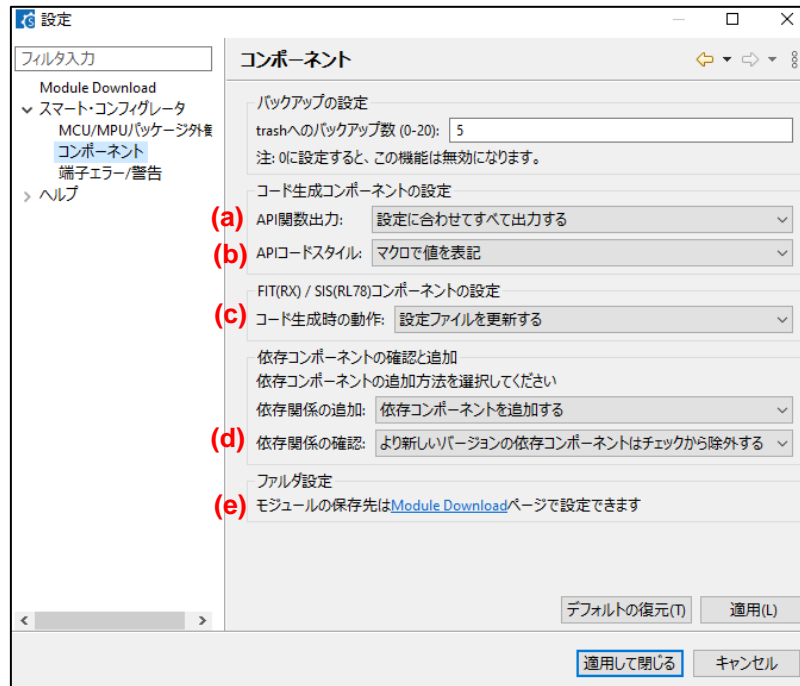 設定
フィルタ入力
Module Download
スマート・コンフィグレータ
MCU/MPUパッケージ外
コンポーネント
端子エラー/警告
ヘルプ
コンポーネント
バックアップの設定
trashへのバックアップ数 (0-20): 5
注: 0に設定すると、この機能は無効になります。
コード生成コンポーネントの設定
(a) API関数出力: 設定に合わせてすべて出力する
(b) APIコードスタイル: マクロで値を表記
FIT(RX) / SIS(RL78)コンポーネントの設定
(c) コード生成時の動作: 設定ファイルを更新する
依存コンポーネントの確認と追加
依存コンポーネントの追加方法を選択してください
依存関係の追加: 依存コンポーネントを追加する
(d) 依存関係の確認: より新しいバージョンの依存コンポーネントはチェックから除外する
ファルダ設定
(e) モジュールの保存先はModule Downloadページで設定できます
デフォルトの復元(T) 適用(L)
適用して閉じる キャンセル